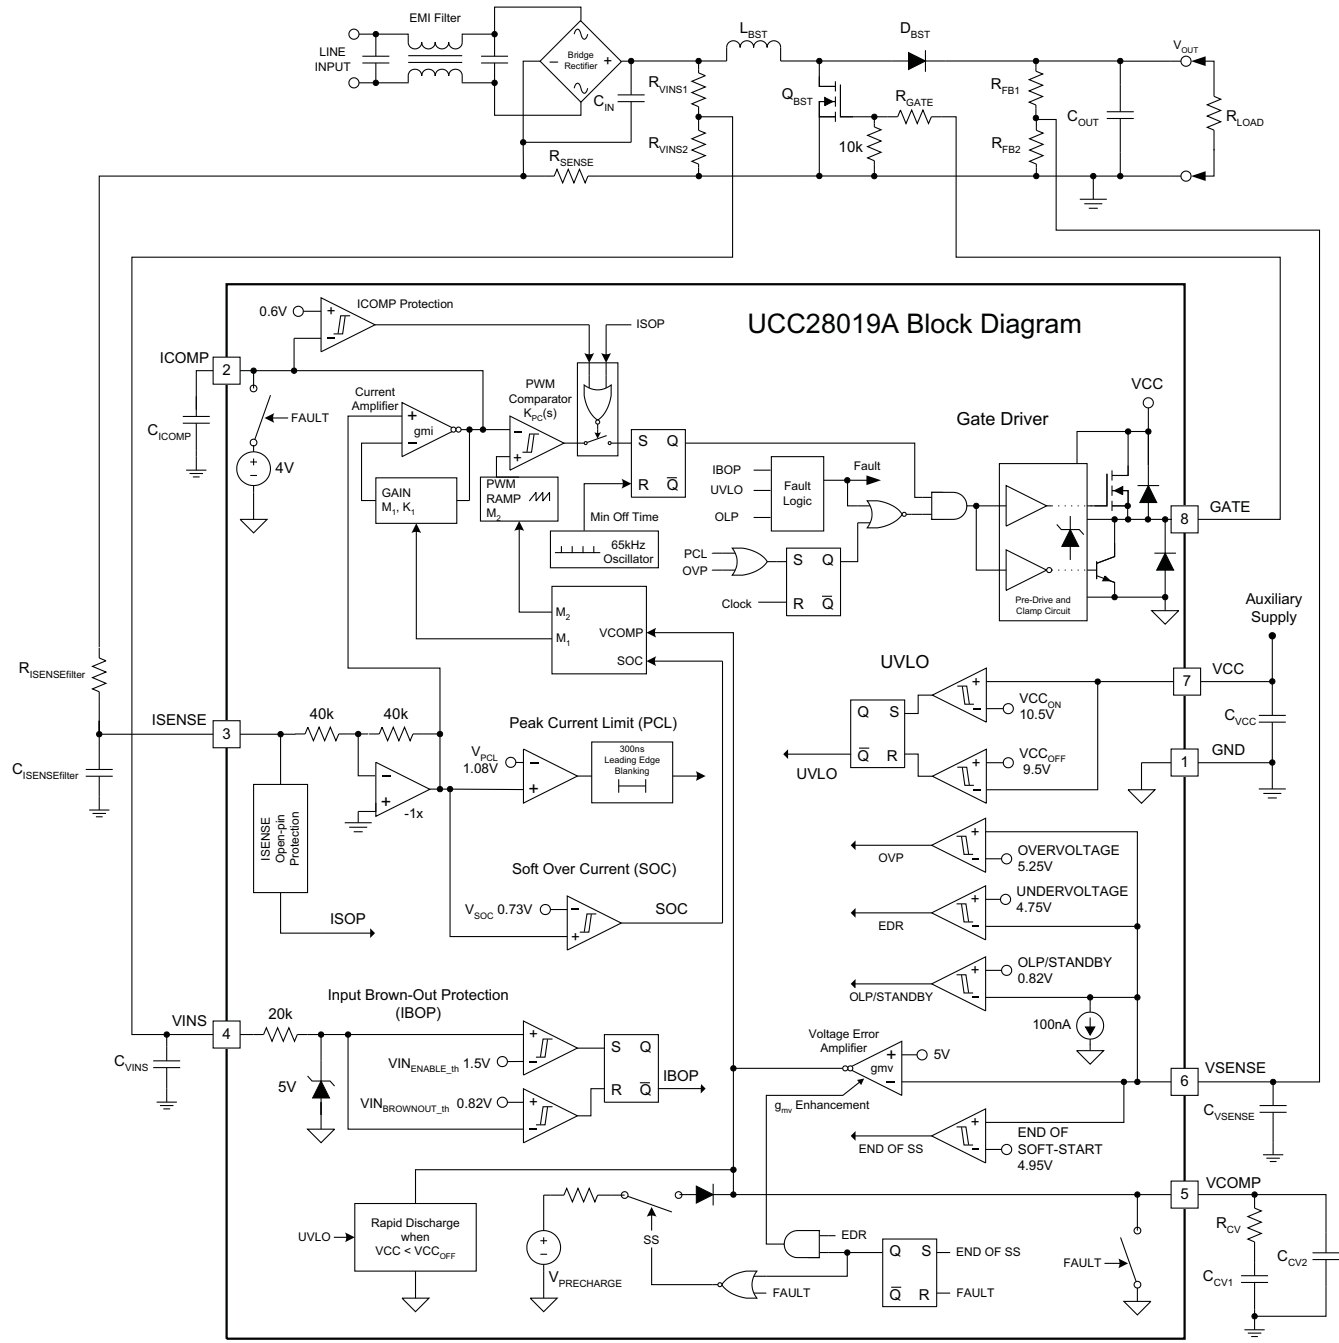 EMI Filter
LINE
INPUT
Bridge
Rectifier
−
+
C_IN
R_VINS1
R_VINS2
L_BST
D_BST
Q_BST
R_GATE
10k
R_FB1
R_FB2
C_OUT
V_OUT
R_LOAD
R_SENSE
UCC28019A Block Diagram
0.6V
+
−
ICOMP Protection
ISOP
ICOMP
2
C_ICOMP
FAULT
+
−
4V
Current
Amplifier
+
−
gmi
PWM
Comparator
K_PC(s)
−
+
GAIN
M_1, K_1
PWM
RAMP
M_2
S Q
R Q̅
Min Off Time
65kHz
Oscillator
IBOP
UVLO
OLP
Fault
Logic
Fault
PCL
OVP
Clock
S Q
R Q̅
Gate Driver
VCC
Pre-Drive and
Clamp Circuit
8
GATE
M_2
M_1
VCOMP
SOC
Auxiliary
Supply
UVLO
Q S
Q̅ R
UVLO
+
−
VCC_ON
10.5V
+
−
VCC_OFF
9.5V
7
VCC
C_VCC
1
GND
R_ISENSEfilter
ISENSE
3
C_ISENSEfilter
40k
40k
−
+
-1x
Peak Current Limit (PCL)
V_PCL
1.08V
−
+
300ns
Leading Edge
Blanking
ISENSE
Open-pin
Protection
ISOP
Soft Over Current (SOC)
V_SOC 0.73V
−
+
SOC
OVP
+
−
OVERVOLTAGE
5.25V
EDR
+
−
UNDERVOLTAGE
4.75V
OLP/STANDBY
+
−
OLP/STANDBY
0.82V
100nA
Input Brown-Out Protection
(IBOP)
VINS
4
C_VINS
20k
5V
VIN_ENABLE_th 1.5V
+
−
VIN_BROWNOUT_th 0.82V
+
−
S Q
R Q̅
IBOP
Voltage Error
Amplifier
+
gmv
−
5V
g_mv Enhancement
6
VSENSE
C_VSENSE
END OF SS
+
−
END OF
SOFT-START
4.95V
UVLO
Rapid Discharge
when
VCC < VCC_OFF
+
−
V_PRECHARGE
SS
EDR
FAULT
Q S
Q̅ R
END OF SS
FAULT
FAULT
5
VCOMP
R_CV
C_CV1
C_CV2